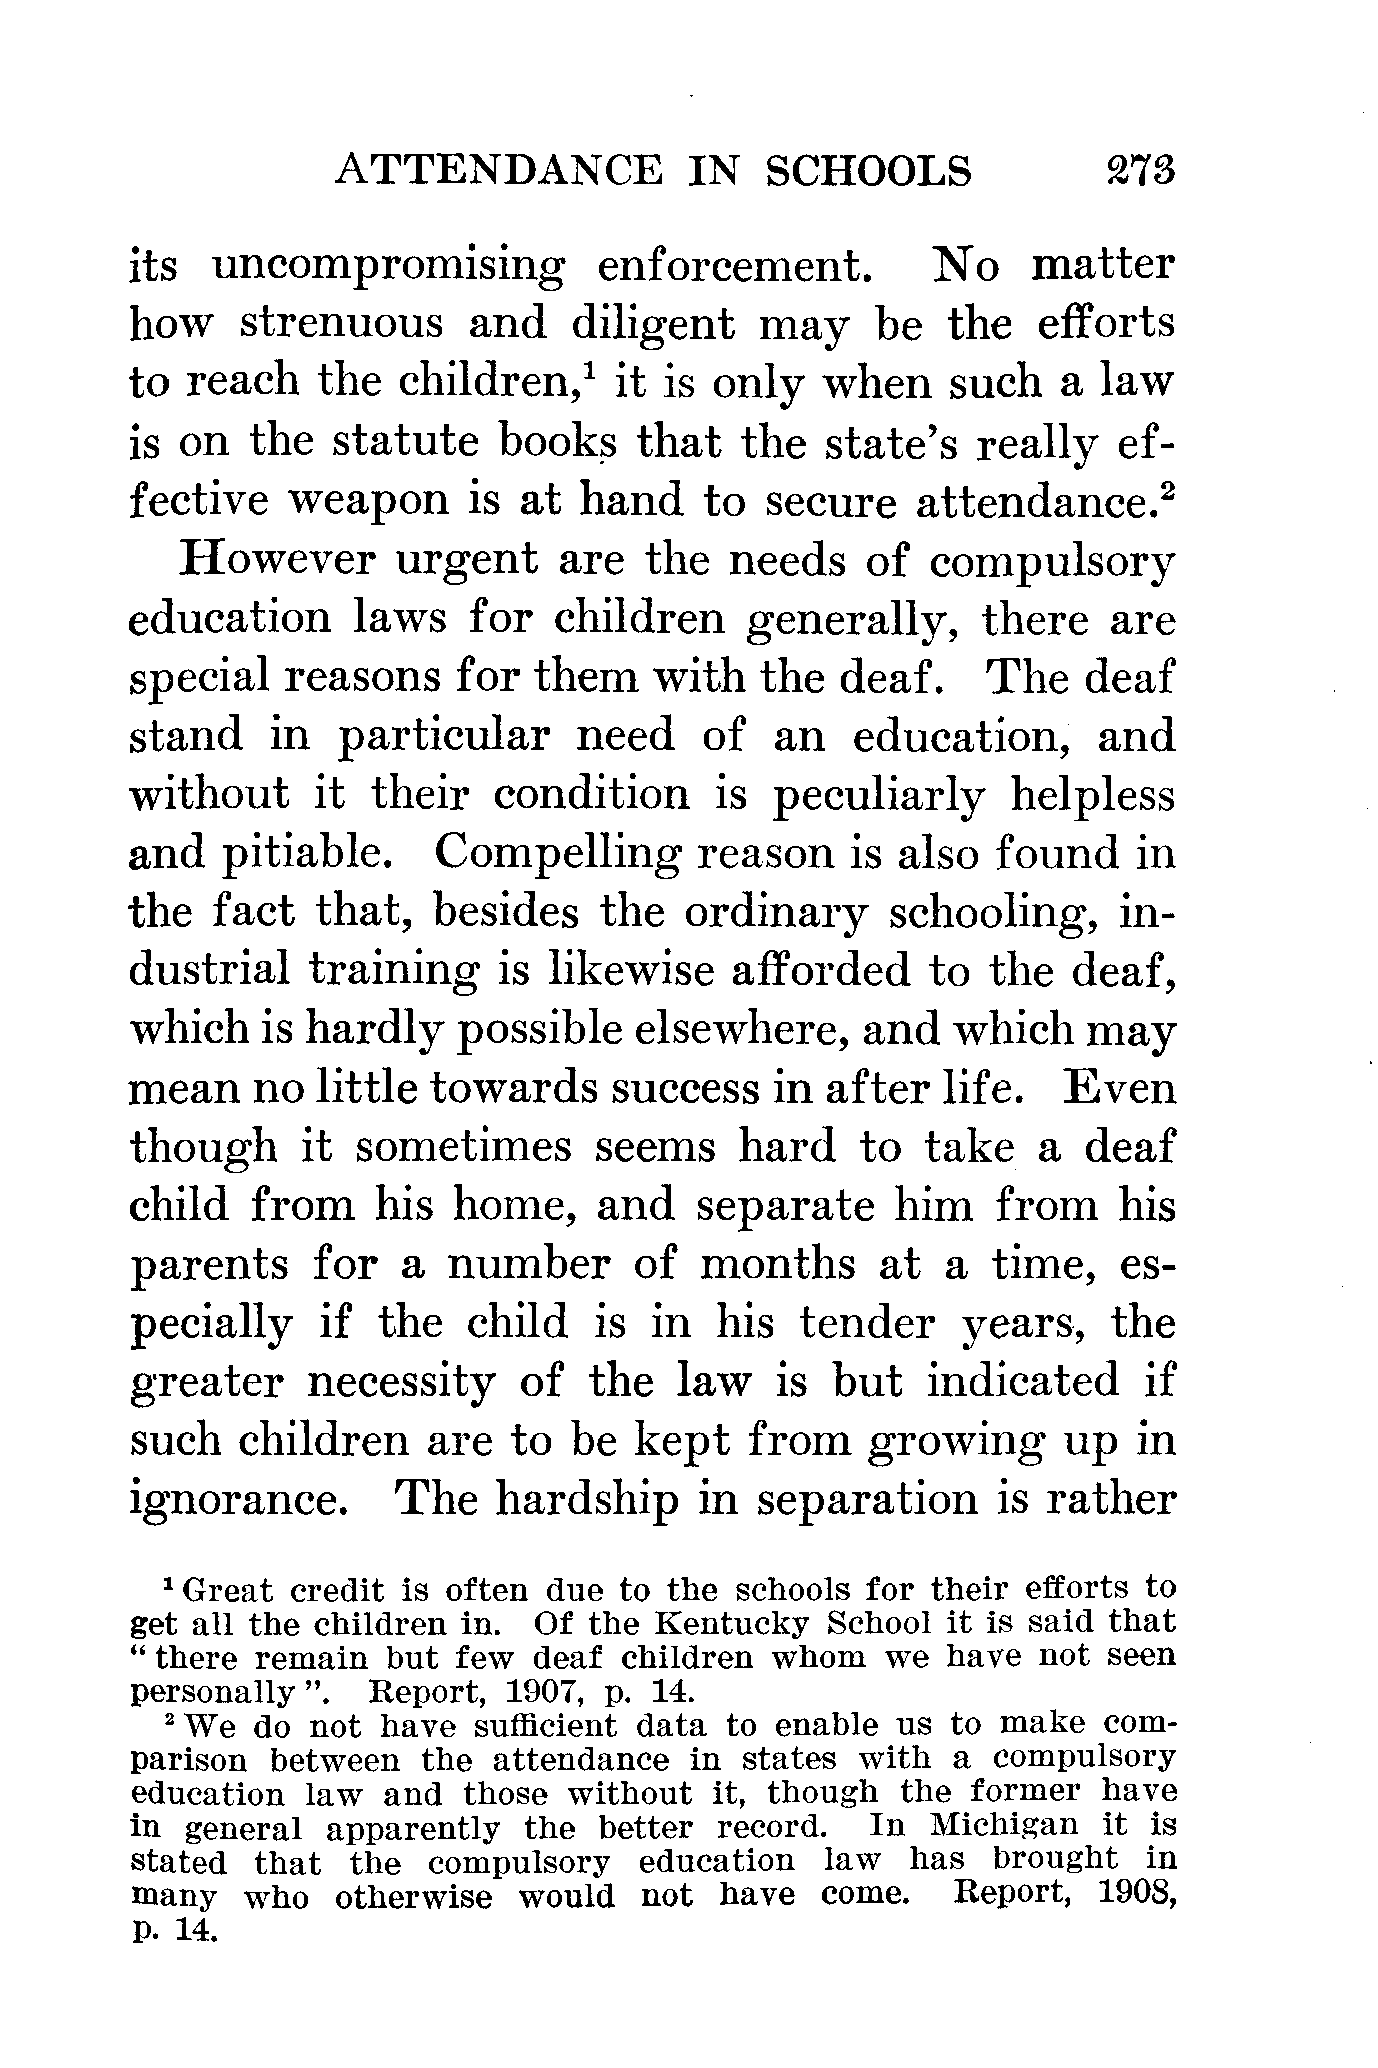 ATTENDANCE IN SCHOOLS 273
its uncompromising enforcement. No matter
how strenuous and diligent may be the efforts
to reach the children,¹ it is only when such a law
is on the statute books that the state's really ef-
fective weapon is at hand to secure attendance.²
However urgent are the needs of compulsory
education laws for children generally, there are
special reasons for them with the deaf. The deaf
stand in particular need of an education, and
without it their condition is peculiarly helpless
and pitiable. Compelling reason is also found in
the fact that, besides the ordinary schooling, in-
dustrial training is likewise afforded to the deaf,
which is hardly possible elsewhere, and which may
mean no little towards success in after life. Even
though it sometimes seems hard to take a deaf
child from his home, and separate him from his
parents for a number of months at a time, es-
pecially if the child is in his tender years, the
greater necessity of the law is but indicated if
such children are to be kept from growing up in
ignorance. The hardship in separation is rather
¹ Great credit is often due to the schools for their efforts to
get all the children in. Of the Kentucky School it is said that
“ there remain but few deaf children whom we have not seen
personally ”. Report, 1907, p. 14.
² We do not have sufficient data to enable us to make com-
parison between the attendance in states with a compulsory
education law and those without it, though the former have
in general apparently the better record. In Michigan it is
stated that the compulsory education law has brought in
many who otherwise would not have come. Report, 1908,
p. 14.